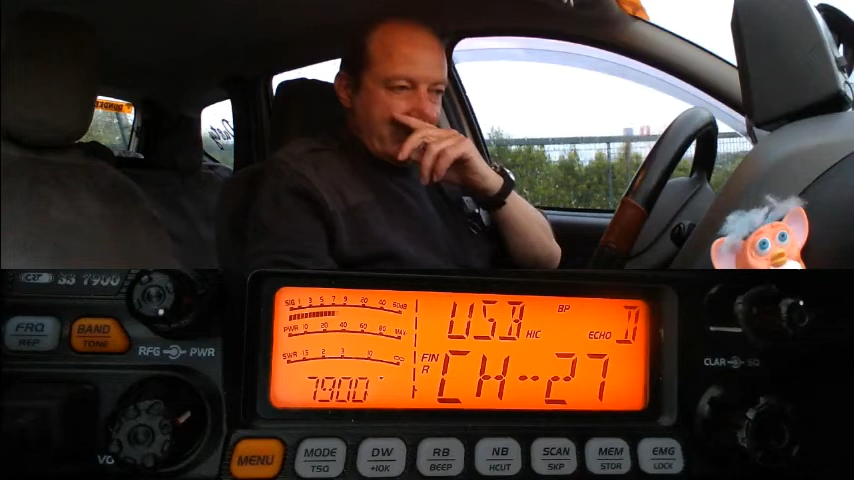 CRT SS 7900
FRQ
REP
BAND
TONE
RFG PWR
SIG 1 3 5 7 9 20 40 60dB
PWR 10 20 40 60 80 MAX
SWR 1.5 2 3 10 ∞
7900
USB HIC BP ECHO D
FIN
R
CH--27
CLAR SQ
MENU
MODE
TSQ
DW
+10K
RB
BEEP
NB
HCUT
SCAN
SKP
MEM
STOR
EMG
LOCK